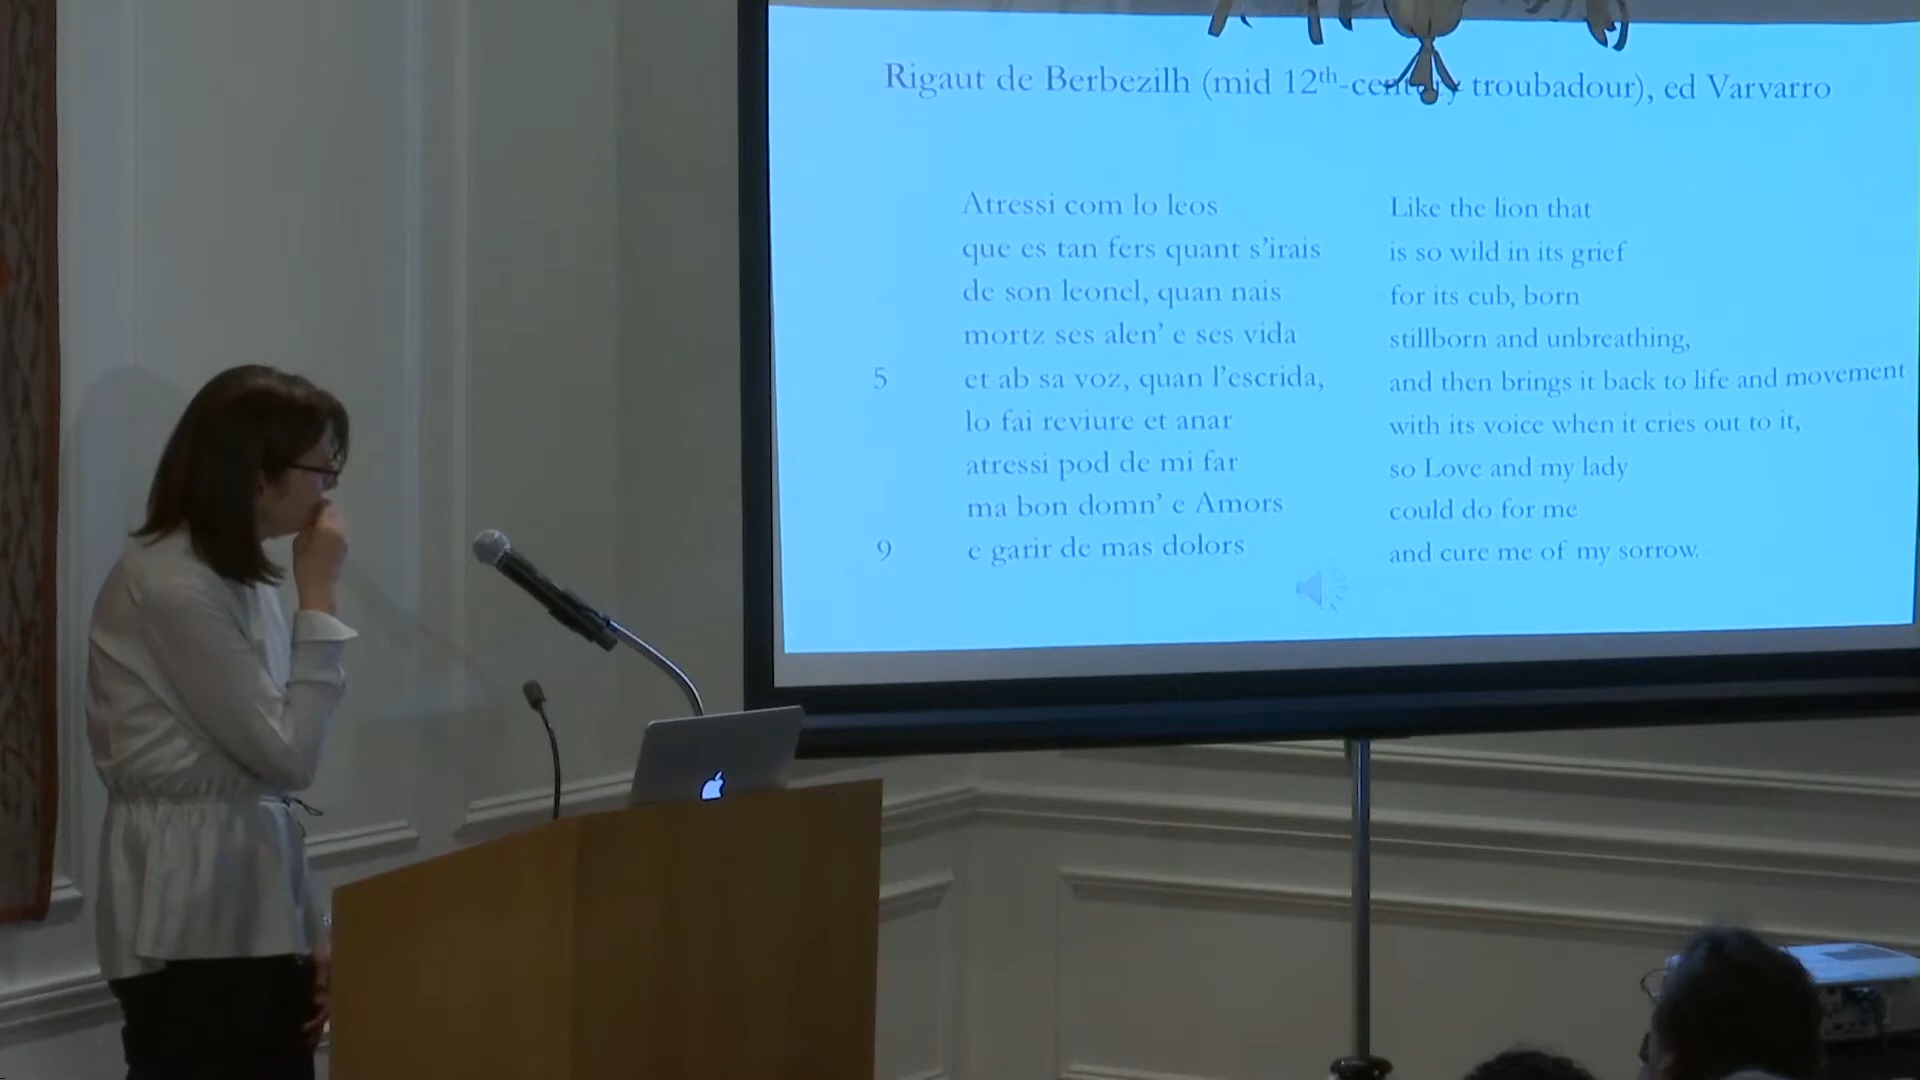 Rigaut de Berbezilh (mid 12th-century troubadour), ed Varvarro
Atressi com lo leos
que es tan fers quant s'irais
de son leonel, quan nais
mortz ses alen' e ses vida
5 et ab sa voz, quan l'escrida,
lo fai reviure et anar
atressi pod de mi far
ma bon domn' e Amors
9 e garir de mas dolors
Like the lion that
is so wild in its grief
for its cub, born
stillborn and unbreathing,
and then brings it back to life and movement
with its voice when it cries out to it,
so Love and my lady
could do for me
and cure me of my sorrow.